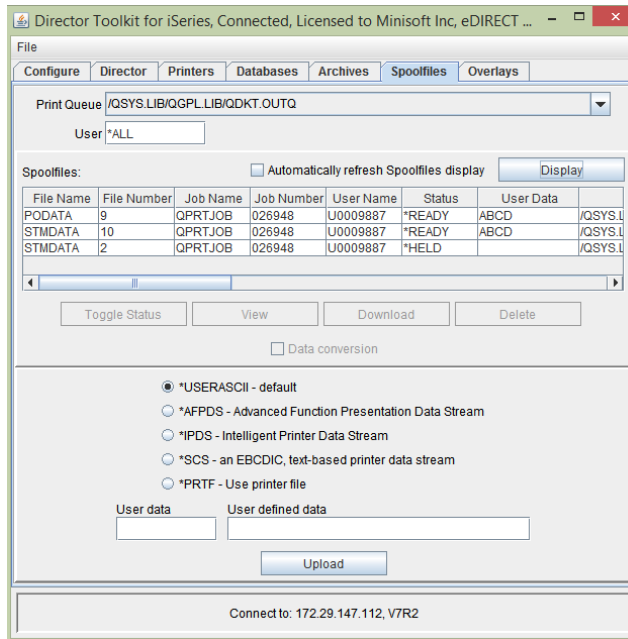 Director Toolkit for iSeries, Connected, Licensed to Minisoft Inc, eDIRECT ...
File
Configure Director Printers Databases Archives Spoolfiles Overlays
Print Queue /QSYS.LIB/QGPL.LIB/QDKT.OUTQ
User *ALL
Spoolfiles: Automatically refresh Spoolfiles display Display
File Name File Number Job Name Job Number User Name Status User Data
PODATA 9 QPRTJOB 026948 U0009887 *READY ABCD /QSYS.L
STMDATA 10 QPRTJOB 026948 U0009887 *READY ABCD /QSYS.L
STMDATA 2 QPRTJOB 026948 U0009887 *HELD /QSYS.L
Toggle Status View Download Delete
Data conversion
*USERASCII - default
*AFPDS - Advanced Function Presentation Data Stream
*IPDS - Intelligent Printer Data Stream
*SCS - an EBCDIC, text-based printer data stream
*PRTF - Use printer file
User data User defined data
Upload
Connect to: 172.29.147.112, V7R2